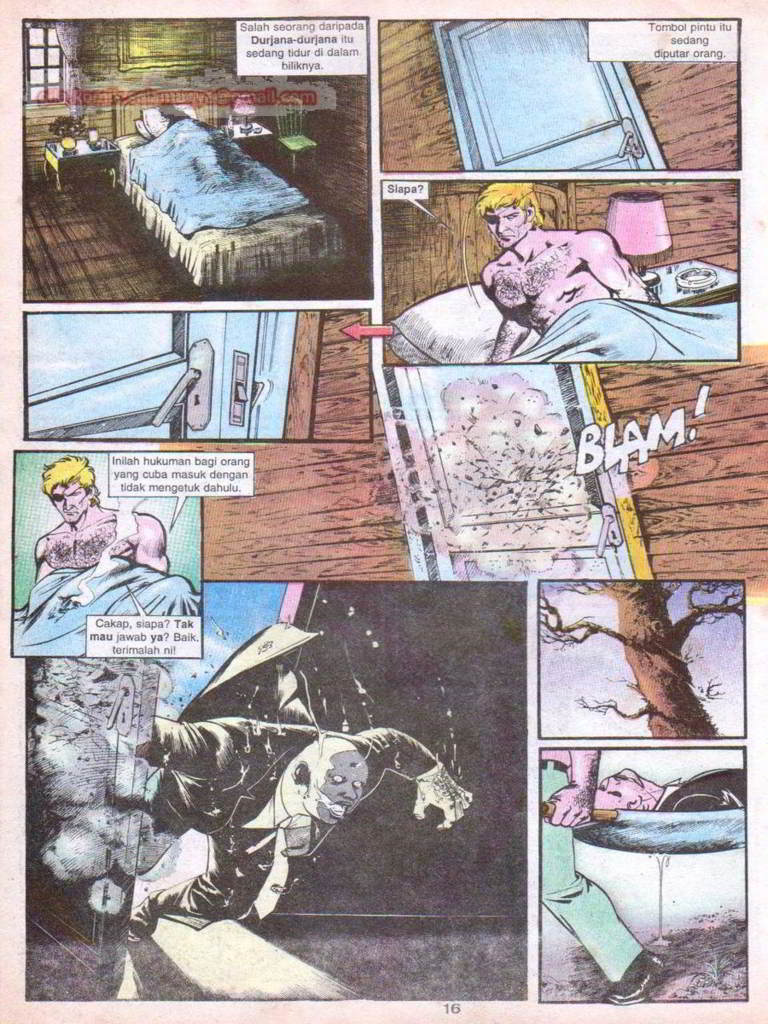 Salah seorang daripada
Durjana-durjana itu
sedang tidur di dalam
biliknya.
Tombol pintu itu
sedang
diputar orang.
Siapa?
BLAM!
Inilah hukuman bagi orang
yang cuba masuk dengan
tidak mengetuk dahulu.
Cakap, siapa? Tak
mau jawab ya? Baik,
terimalah ni!
16